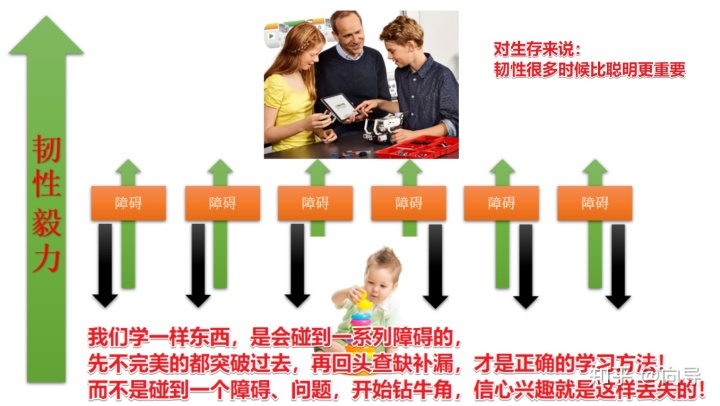 对生存来说：
韧性很多时候比聪明更重要
韧性毅力
障碍
障碍
障碍
障碍
障碍
障碍
我们学一样东西，是会碰到一系列障碍的，
先不完美的都突破过去，再回头查缺补漏，才是正确的学习方法！
而不是碰到一个障碍、问题，开始钻牛角，信心兴趣就是这样丢失的！
知乎 @向异